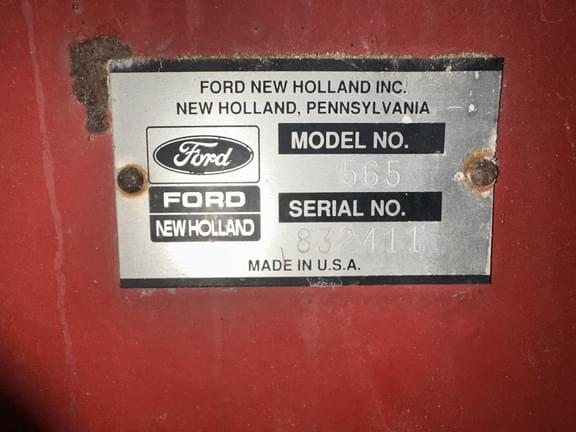 FORD NEW HOLLAND INC.
NEW HOLLAND, PENNSYLVANIA
Ford
FORD
NEW HOLLAND
MODEL NO.
565
SERIAL NO.
832411
MADE IN U.S.A.